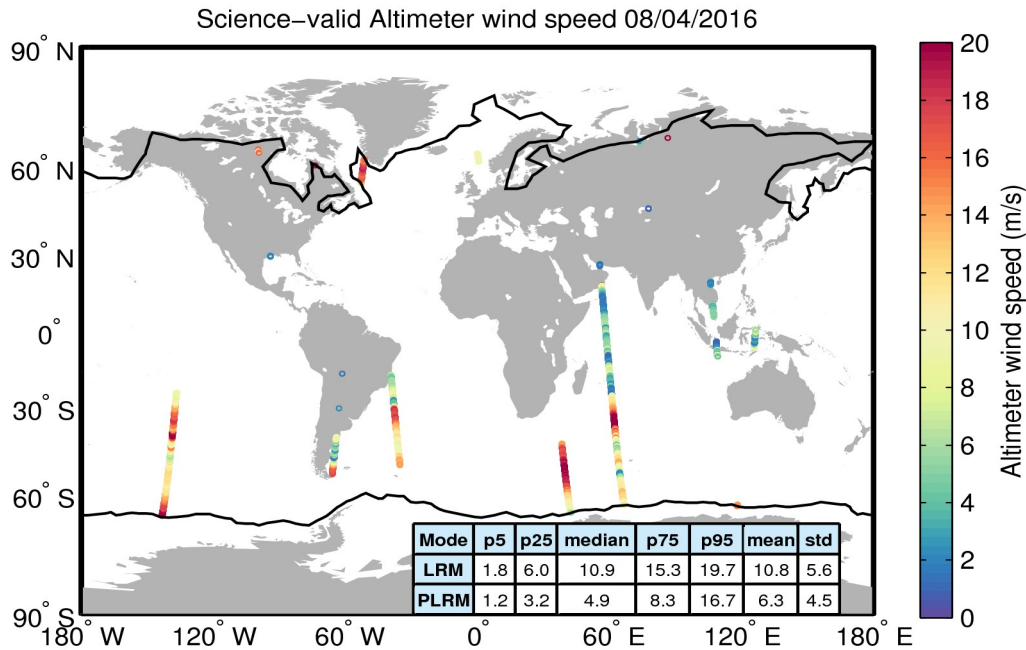 Science−valid Altimeter wind speed 08/04/2016
90° N
60° N
30° N
0°
30° S
60° S
90° S
180° W
120° W
60° W
0°
60° E
120° E
180° E
Mode p5 p25 median p75 p95 mean std
LRM 1.8 6.0 10.9 15.3 19.7 10.8 5.6
PLRM 1.2 3.2 4.9 8.3 16.7 6.3 4.5
20
18
16
14
12
10
8
6
4
2
0
Altimeter wind speed (m/s)